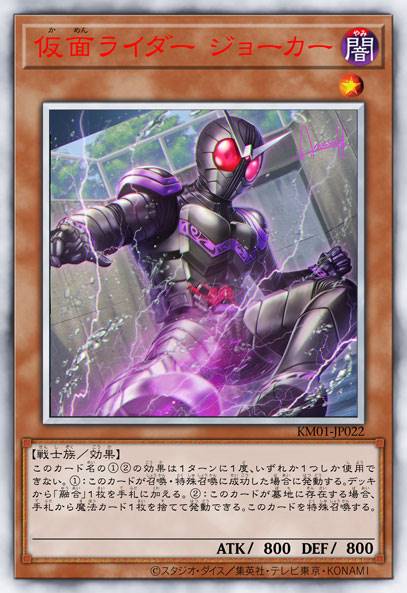 仮面ライダー ジョーカー
闇
KM01-JP022
【戦士族／効果】
このカード名の①②の効果は1ターンに1度、いずれか1つしか使用で
きない。①：このカードが召喚・特殊召喚に成功した場合に発動する。デッキ
から「融合」1枚を手札に加える。②：このカードが墓地に存在する場合、
手札から魔法カード1枚を捨てて発動できる。このカードを特殊召喚する。
ATK/ 800 DEF/ 800
©スタジオ・ダイス／集英社・テレビ東京・KONAMI